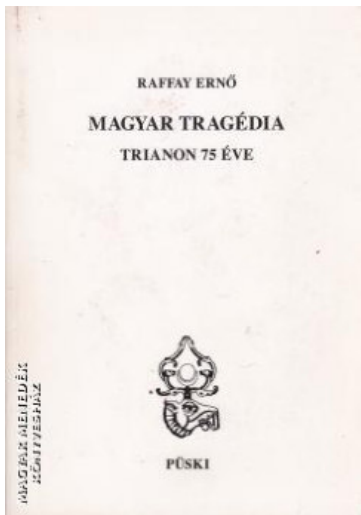 RAFFAY ERNŐ
MAGYAR TRAGÉDIA
TRIANON 75 ÉVE
PÜSKI
MAGYAR MENEDÉK
KÖNYVESHÁZ